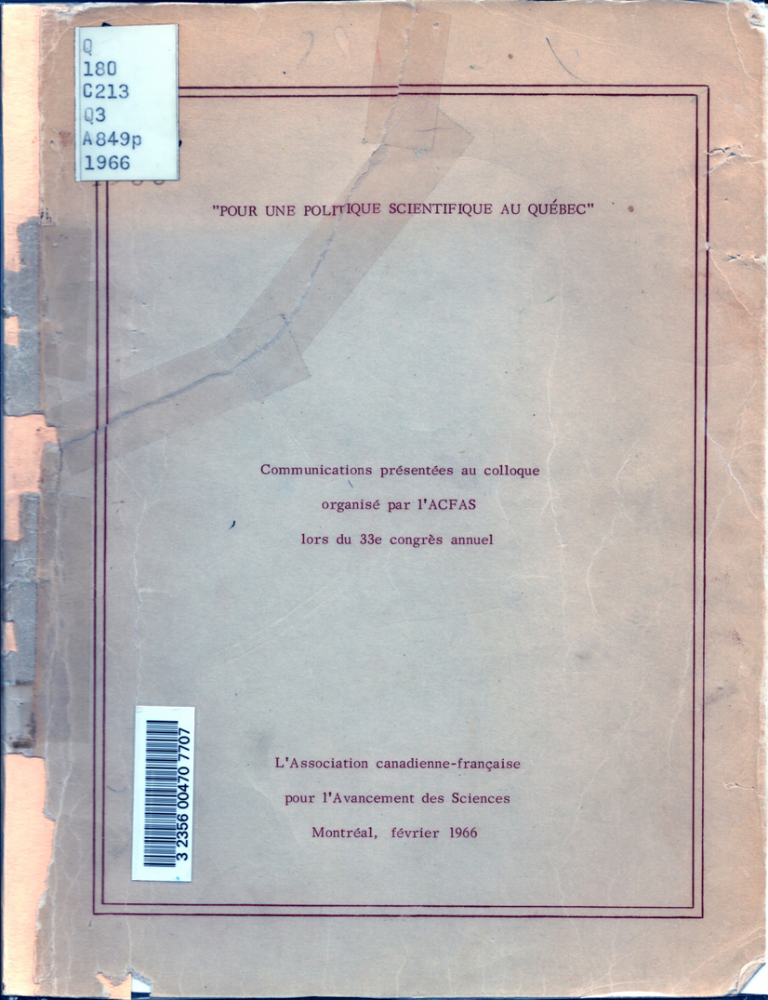 Q
180
C213
Q3
A849p
1966
"POUR UNE POLITIQUE SCIENTIFIQUE AU QUÉBEC"
Communications présentées au colloque
organisé par l'ACFAS
lors du 33e congrès annuel
3 2356 00470 7707
L'Association canadienne-française
pour l'Avancement des Sciences
Montréal, février 1966